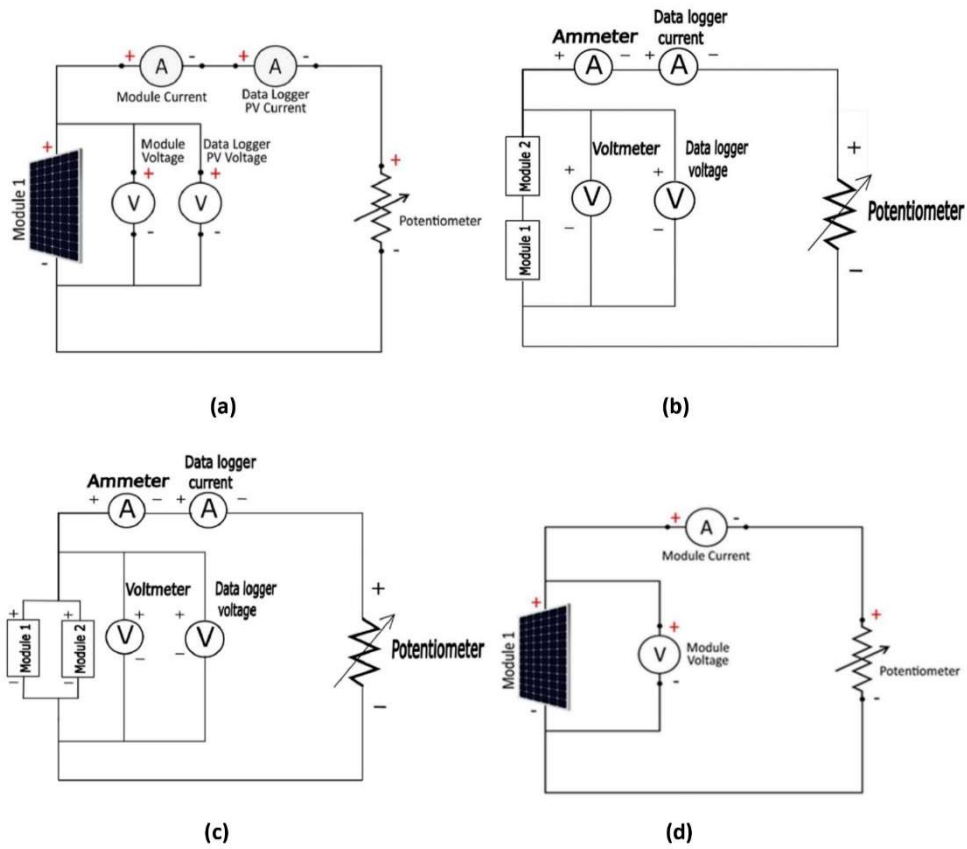 + A - + A -
Module Current
Data Logger
PV Current
+
Module 1
-
Module
Voltage
+
V
-
Data Logger
PV Voltage
+
V
-
+
Potentiometer
-
(a)
Data logger
current
Ammeter
+ A − + A −
Module 2
Module 1
Voltmeter
+
V
−
Data logger
voltage
+
V
−
+
Potentiometer
−
(b)
Data logger
current
Ammeter
+ A − + A −
+
Module 1
−
+
Module 2
−
Voltmeter
+
V
−
Data logger
voltage
+
V
−
+
Potentiometer
−
(c)
+ A -
Module Current
+
Module 1
-
+
V
-
Module
Voltage
+
Potentiometer
-
(d)